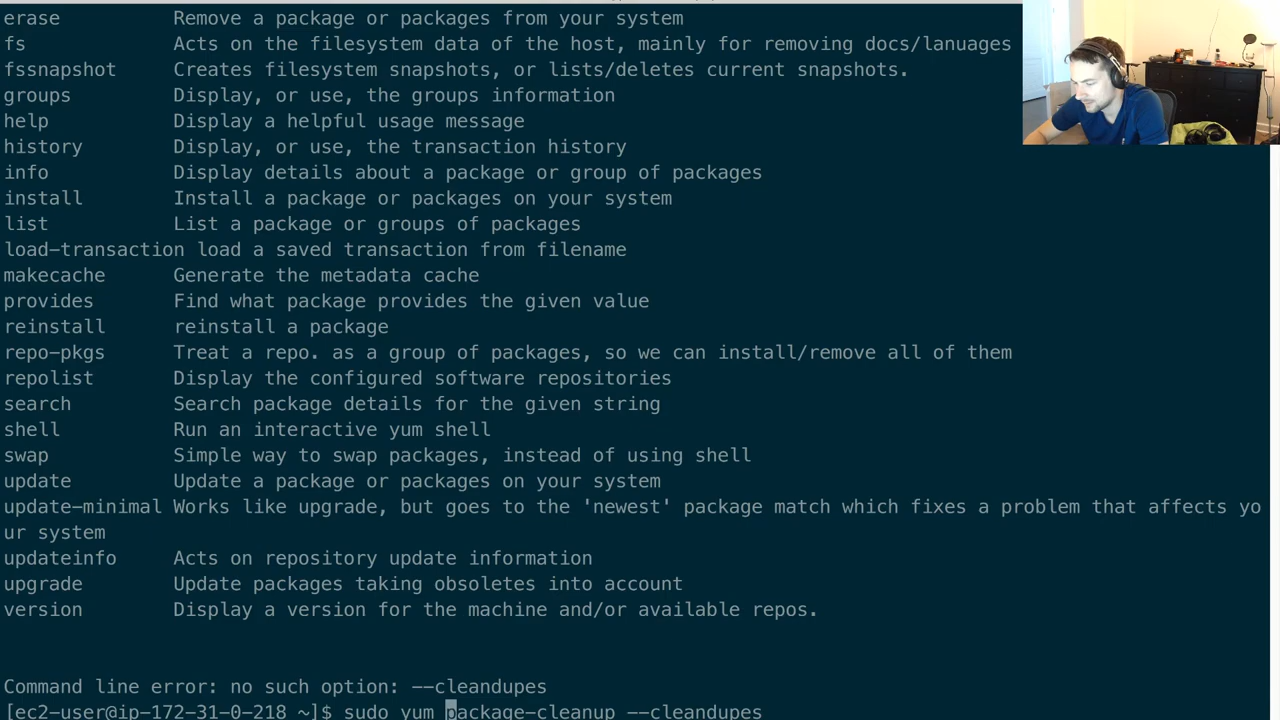 erase Remove a package or packages from your system
fs Acts on the filesystem data of the host, mainly for removing docs/lanuages
fssnapshot Creates filesystem snapshots, or lists/deletes current snapshots.
groups Display, or use, the groups information
help Display a helpful usage message
history Display, or use, the transaction history
info Display details about a package or group of packages
install Install a package or packages on your system
list List a package or groups of packages
load-transaction load a saved transaction from filename
makecache Generate the metadata cache
provides Find what package provides the given value
reinstall reinstall a package
repo-pkgs Treat a repo. as a group of packages, so we can install/remove all of them
repolist Display the configured software repositories
search Search package details for the given string
shell Run an interactive yum shell
swap Simple way to swap packages, instead of using shell
update Update a package or packages on your system
update-minimal Works like upgrade, but goes to the 'newest' package match which fixes a problem that affects yo
ur system
updateinfo Acts on repository update information
upgrade Update packages taking obsoletes into account
version Display a version for the machine and/or available repos.
Command line error: no such option: --cleandupes
[ec2-user@ip-172-31-0-218 ~]$ sudo yum package-cleanup --cleandupes